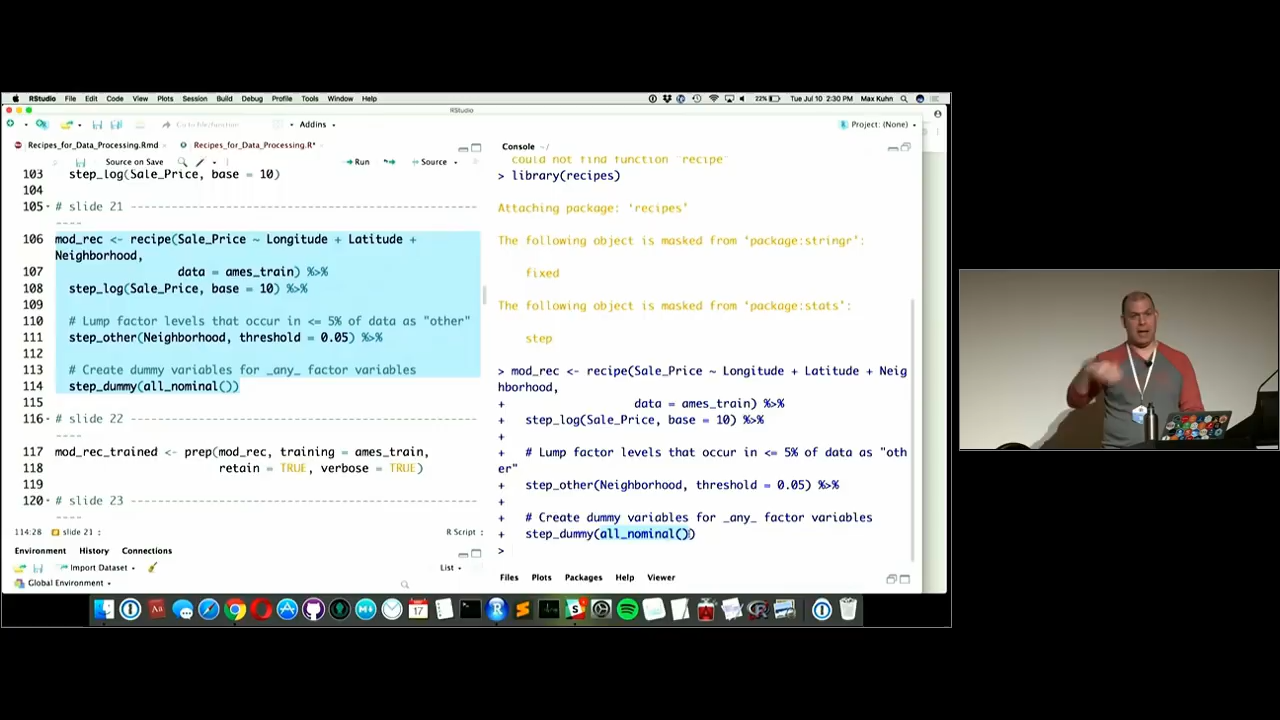 RStudio File Edit Code View Plots Session Build Debug Profile Tools Window Help 22% Tue Jul 10 2:30 PM Max Kuhn
RStudio
Go to file/function Addins Project: (None)
Recipes_for_Data_Processing.Rmd Recipes_for_Data_Processing.R*
Source on Save Run Source
103 step_log(Sale_Price, base = 10)
104
105 # slide 21 ------------------------------------------------
----
106 mod_rec <- recipe(Sale_Price ~ Longitude + Latitude +
Neighborhood,
107 data = ames_train) %>%
108 step_log(Sale_Price, base = 10) %>%
109
110 # Lump factor levels that occur in <= 5% of data as "other"
111 step_other(Neighborhood, threshold = 0.05) %>%
112
113 # Create dummy variables for _any_ factor variables
114 step_dummy(all_nominal())
115
116 # slide 22 ------------------------------------------------
----
117 mod_rec_trained <- prep(mod_rec, training = ames_train,
118 retain = TRUE, verbose = TRUE)
119
120 # slide 23 ------------------------------------------------
----
114:28 slide 21 R Script
Environment History Connections
Import Dataset List
Global Environment
Console ~/
could not find function "recipe"
> library(recipes)
Attaching package: ‘recipes’
The following object is masked from ‘package:stringr’:
fixed
The following object is masked from ‘package:stats’:
step
> mod_rec <- recipe(Sale_Price ~ Longitude + Latitude + Neig
hborhood,
+ data = ames_train) %>%
+ step_log(Sale_Price, base = 10) %>%
+
+ # Lump factor levels that occur in <= 5% of data as "oth
er"
+ step_other(Neighborhood, threshold = 0.05) %>%
+
+ # Create dummy variables for _any_ factor variables
+ step_dummy(all_nominal())
>
Files Plots Packages Help Viewer
17